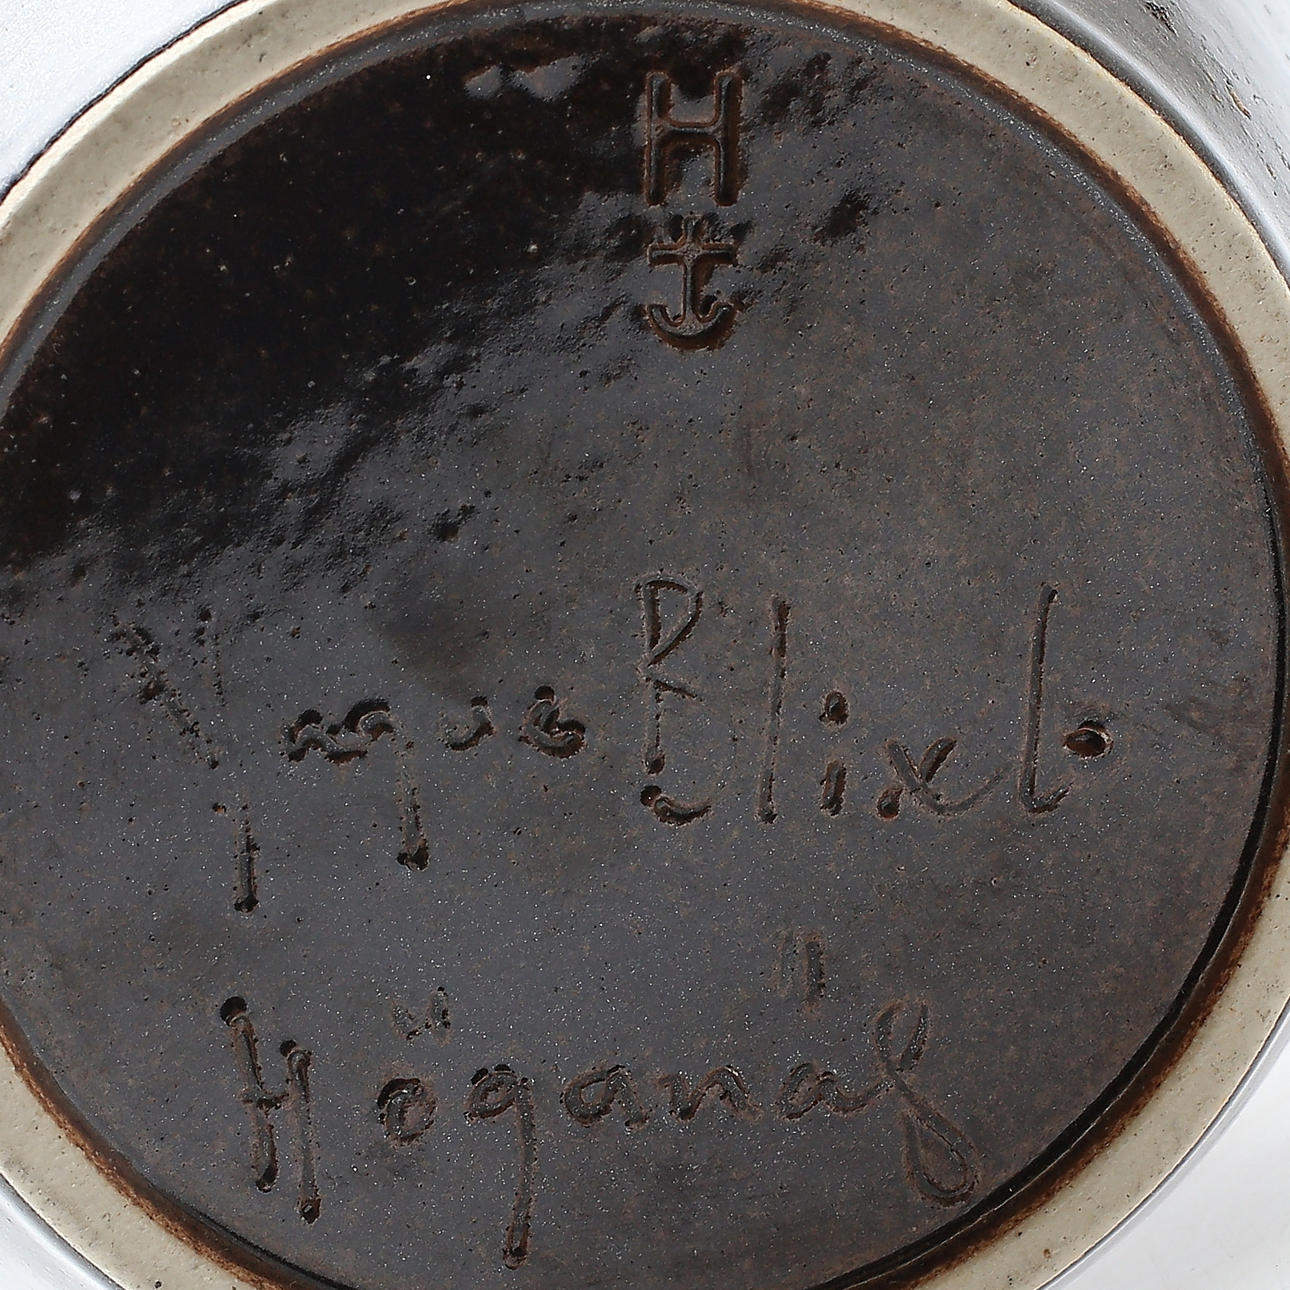 H
Yngve Blixt.
Höganäs